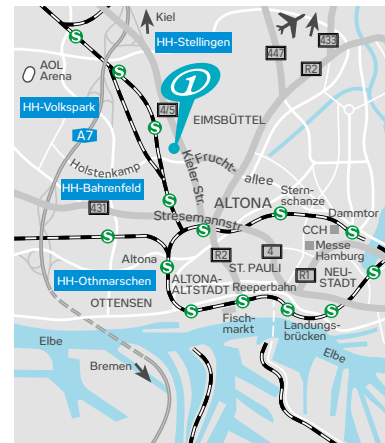 Kiel
HH-Stellingen
433
447
R2
AOL
Arena
HH-Volkspark
i
4/5
EIMSBÜTTEL
A7
Holstenkamp
Kieler Str.
Frucht-
allee
HH-Bahrenfeld
431
ALTONA
Stern-
schanze
Dammtor
Stresemannstr.
CCH
Messe
Hamburg
Altona
R2
4
ST. PAULI
R1
NEU-
STADT
HH-Othmarschen
ALTONA-
ALTSTADT
Reeperbahn
OTTENSEN
Fisch-
markt
Landungs-
brücken
Elbe
Elbe
Bremen
S
S
S
S
S
S
S
S
S
S
S
S
S